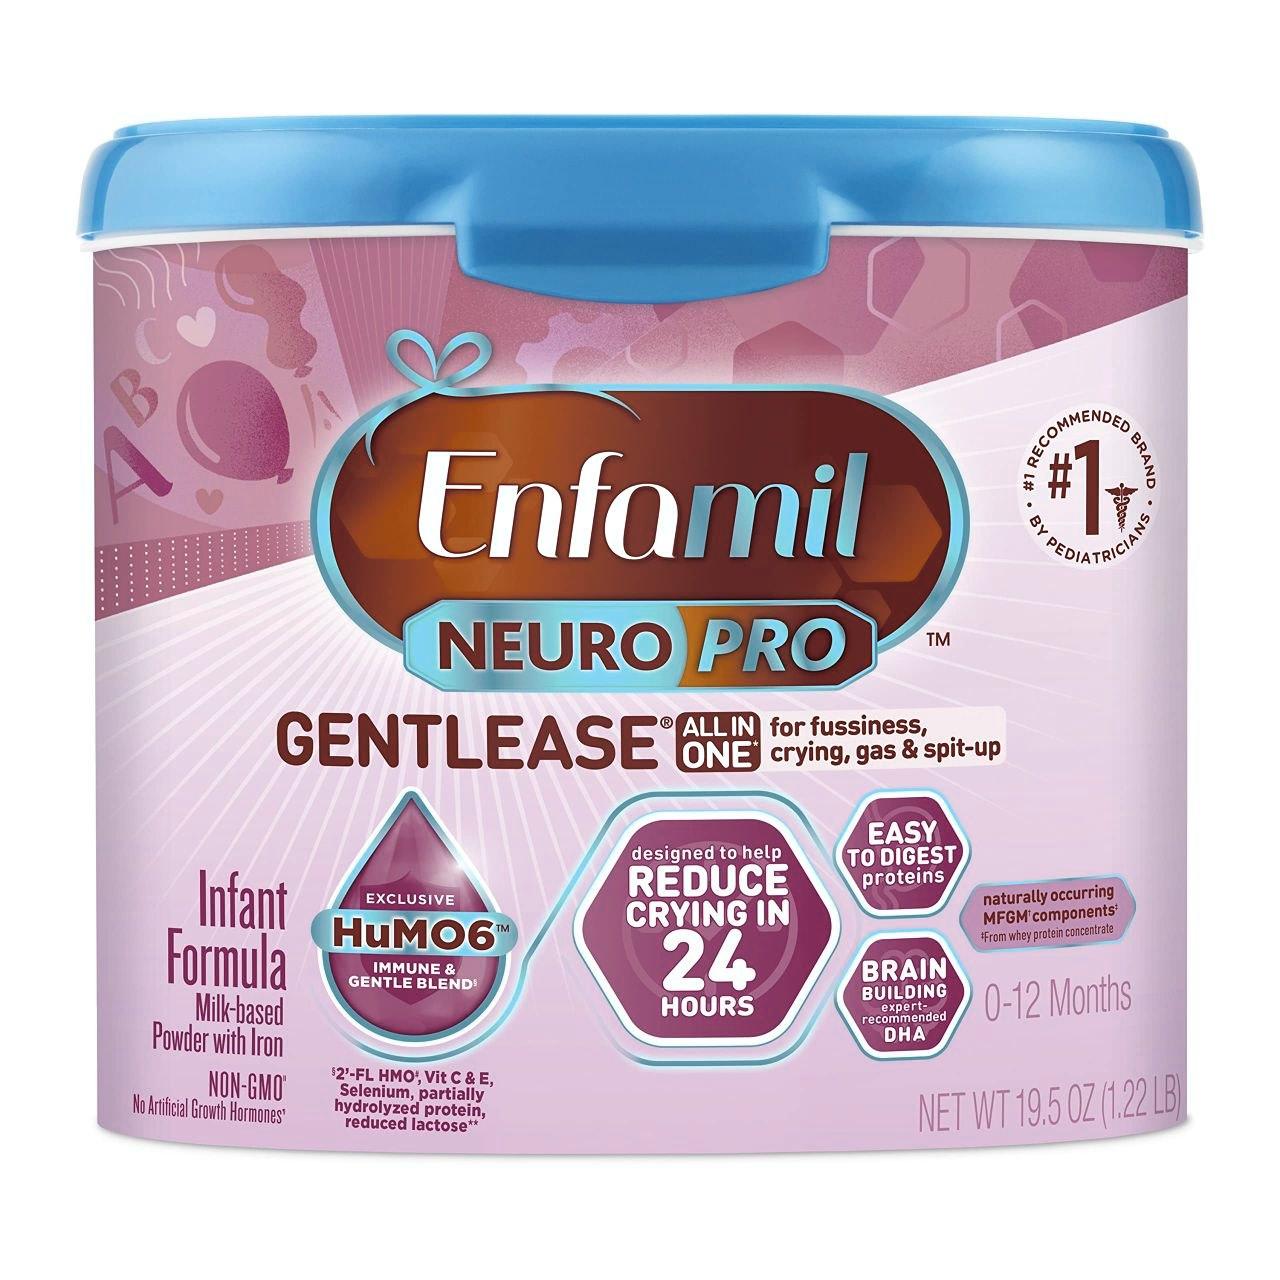 A B C
Enfamil
NEURO PRO™
#1 RECOMMENDED BRAND
#1
BY PEDIATRICIANS
GENTLEASE® ALL IN ONE* for fussiness,
crying, gas & spit-up
Infant
Formula
Milk-based
Powder with Iron
NON-GMO"
No Artificial Growth Hormones
EXCLUSIVE
HuMO6™
IMMUNE &
GENTLE BLEND§
§2'-FL HMO, Vit C & E,
Selenium, partially
hydrolyzed protein,
reduced lactose**
designed to help
REDUCE
CRYING IN
24
HOURS
EASY
TO DIGEST
proteins
BRAIN
BUILDING
expert-
recommended
DHA
naturally occurring
MFGM† components‡
‡From whey protein concentrate
0-12 Months
NET WT 19.5 OZ (1.22 LB)